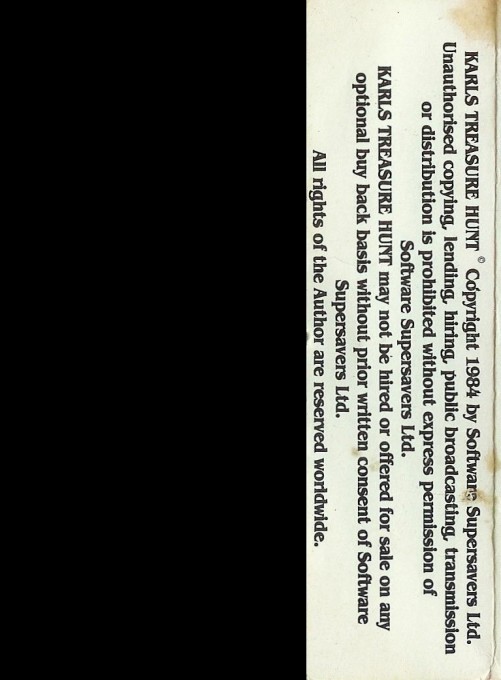 KARLS TREASURE HUNT © Copyright 1984 by Software Supersavers Ltd.
Unauthorised copying, lending, hiring, public broadcasting, transmission
or distribution is prohibited without express permission of
Software Supersavers Ltd.
KARLS TREASURE HUNT may not be hired or offered for sale on any
optional buy back basis without prior written consent of Software
Supersavers Ltd.
All rights of the Author are reserved worldwide.